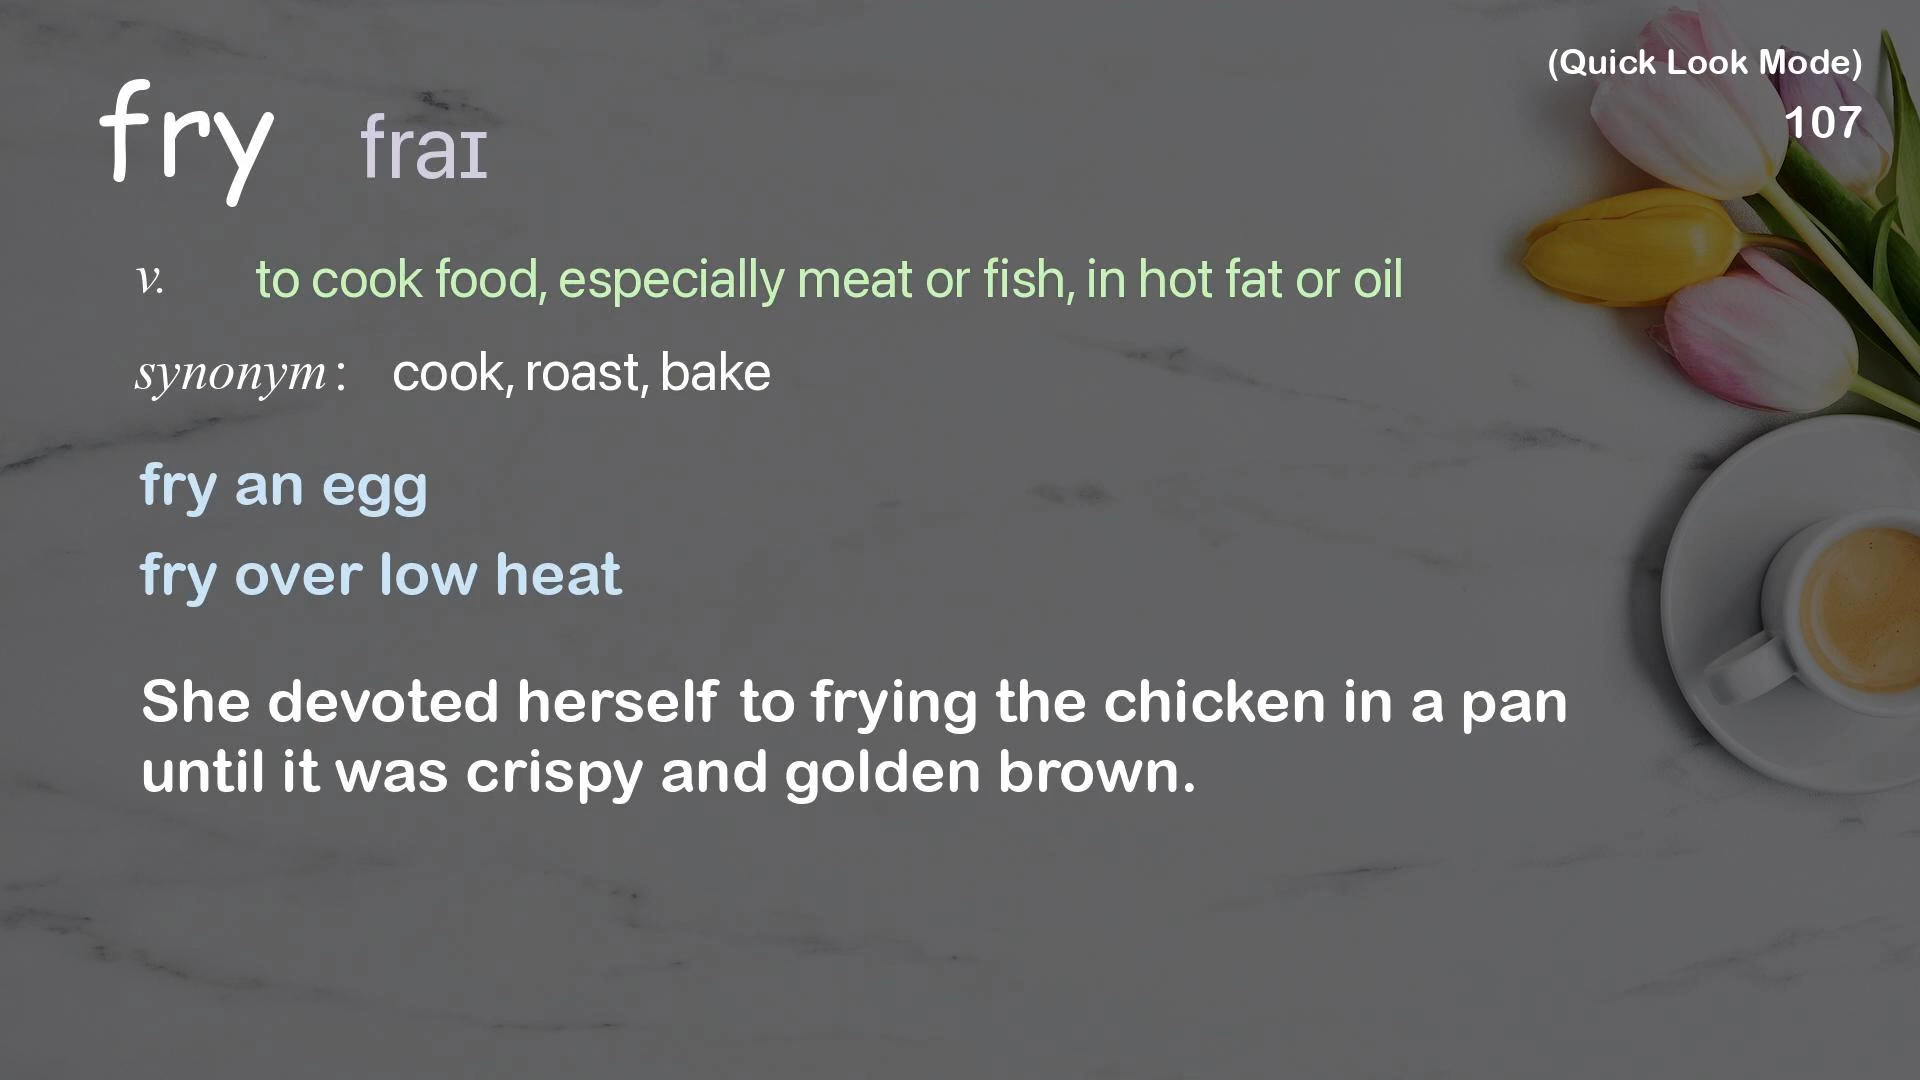 (Quick Look Mode)
107
fry fraɪ
v. to cook food, especially meat or fish, in hot fat or oil
synonym : cook, roast, bake
fry an egg
fry over low heat
She devoted herself to frying the chicken in a pan
until it was crispy and golden brown.